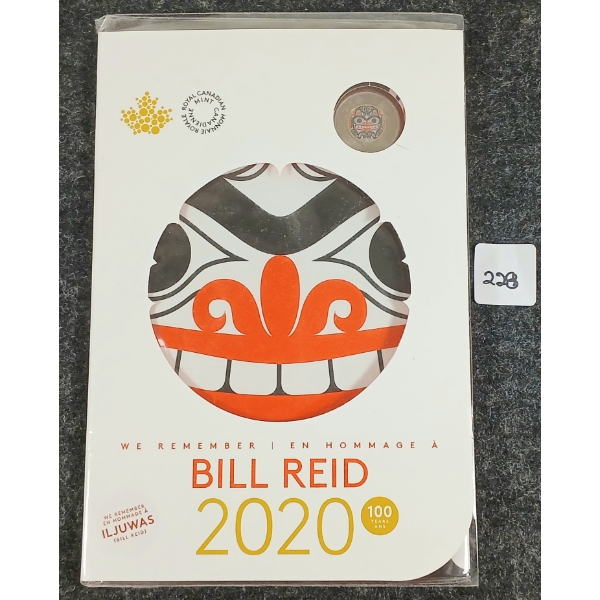 ROYAL CANADIAN MINT
MONNAIE ROYALE CANADIENNE
228
WE REMEMBER | EN HOMMAGE À
BILL REID
2020
100
YEARS
ANS
WE REMEMBER
EN HOMMAGE À
ILJUWAS
(BILL REID)